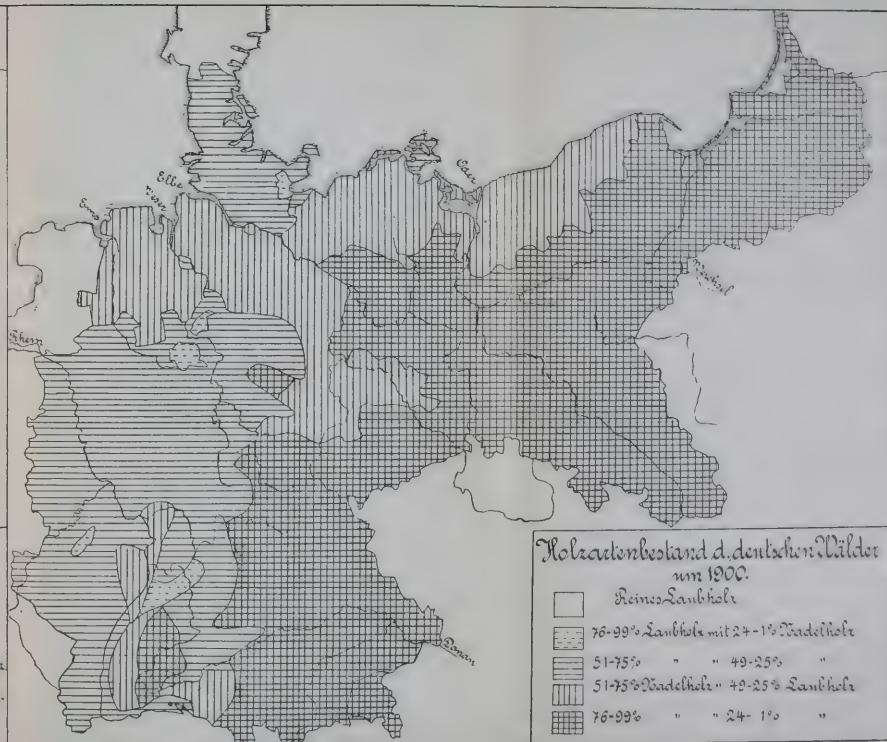 Ems
Weser
Elbe
Oder
Weichsel
Rhein
Donau
Holzartenbestand d. deutschen Wälder
um 1900.
Reines Laubholz
76-99% Laubholz mit 24-1% Nadelholz
51-75% " " 49-25% "
51-75% Nadelholz " 49-25% Laubholz
76-99% " " 24-1% "